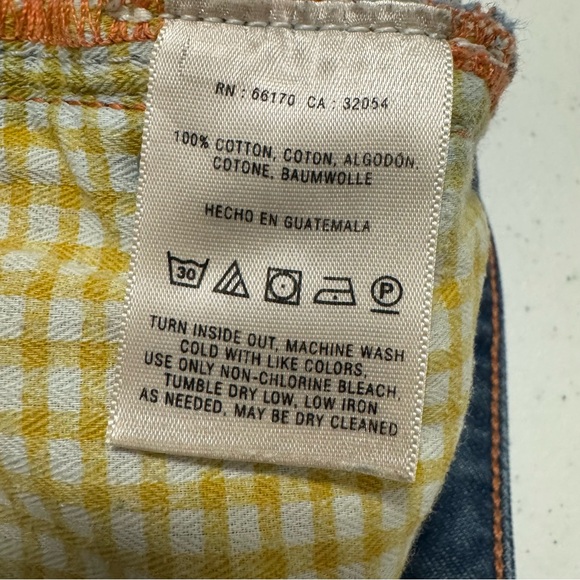 RN : 66170 CA : 32054
100% COTTON, COTON, ALGODÓN,
COTONE, BAUMWOLLE
HECHO EN GUATEMALA
30 P
TURN INSIDE OUT, MACHINE WASH
COLD WITH LIKE COLORS,
USE ONLY NON-CHLORINE BLEACH,
TUMBLE DRY LOW, LOW IRON
AS NEEDED, MAY BE DRY CLEANED